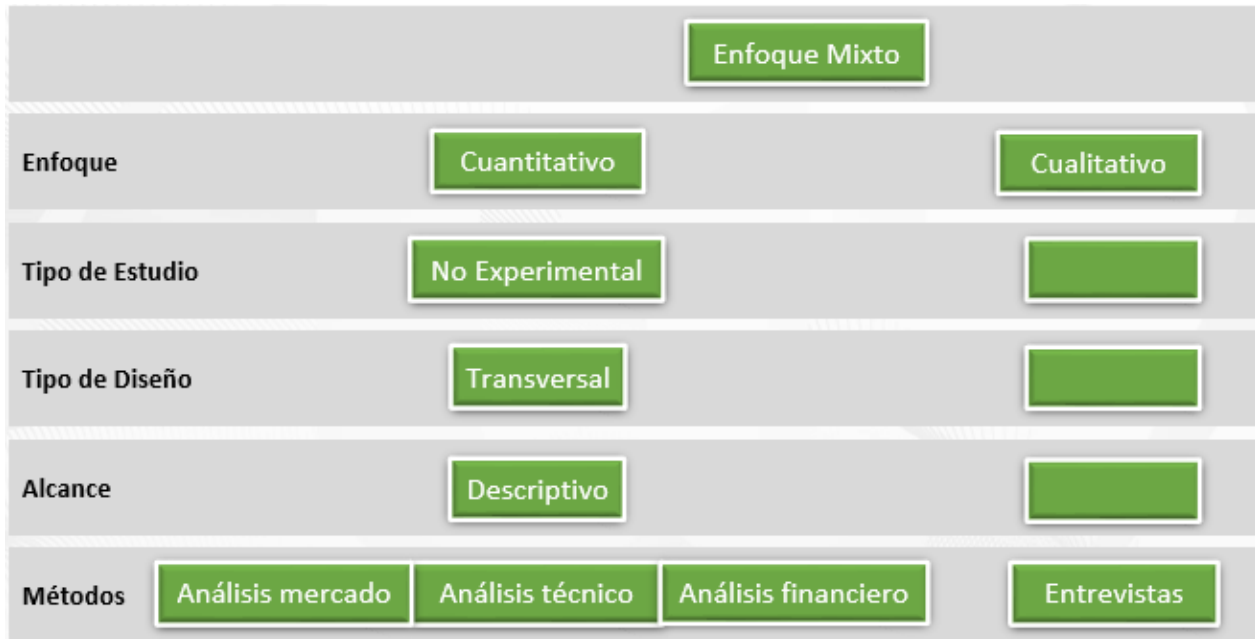 Enfoque Mixto
Enfoque Cuantitativo Cualitativo
Tipo de Estudio No Experimental
Tipo de Diseño Transversal
Alcance Descriptivo
Métodos Análisis mercado Análisis técnico Análisis financiero Entrevistas